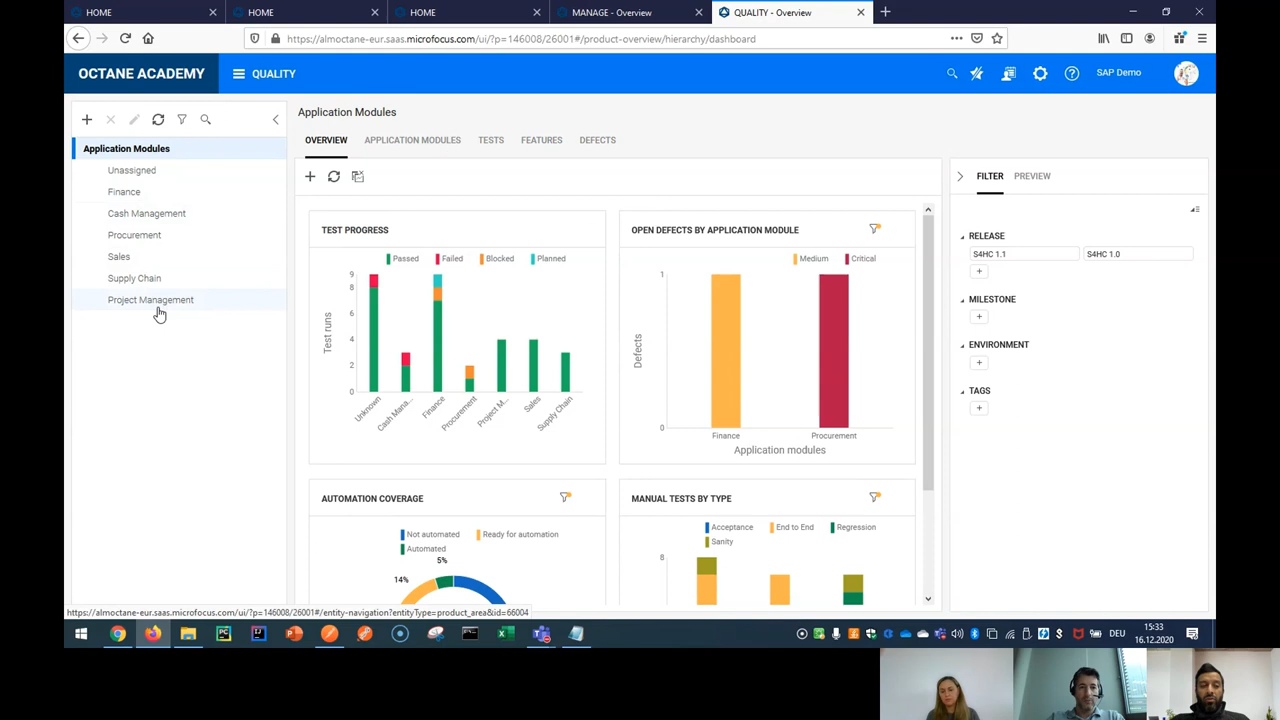 HOME
HOME
HOME
MANAGE - Overview
QUALITY - Overview
https://almoctane-eur.saas.microfocus.com/ui/?p=146008/26001#/product-overview/hierarchy/dashboard
OCTANE ACADEMY
QUALITY
SAP Demo
Application Modules
Unassigned
Finance
Cash Management
Procurement
Sales
Supply Chain
Project Management
Application Modules
OVERVIEW
APPLICATION MODULES
TESTS
FEATURES
DEFECTS
TEST PROGRESS
Passed
Failed
Blocked
Planned
Test runs
9
8
6
4
2
0
Unknown
Cash Mana...
Finance
Procurement
Project M...
Sales
Supply Chain
OPEN DEFECTS BY APPLICATION MODULE
Medium
Critical
Defects
1
0
Finance
Procurement
Application modules
AUTOMATION COVERAGE
Not automated
Ready for automation
Automated
5%
14%
MANUAL TESTS BY TYPE
Acceptance
End to End
Regression
Sanity
8
FILTER
PREVIEW
RELEASE
S4HC 1.1
S4HC 1.0
MILESTONE
ENVIRONMENT
TAGS
https://almoctane-eur.saas.microfocus.com/ui/?p=146008/26001#/entity-navigation?entityType=product_area&id=66004
DEU
15:33
16.12.2020